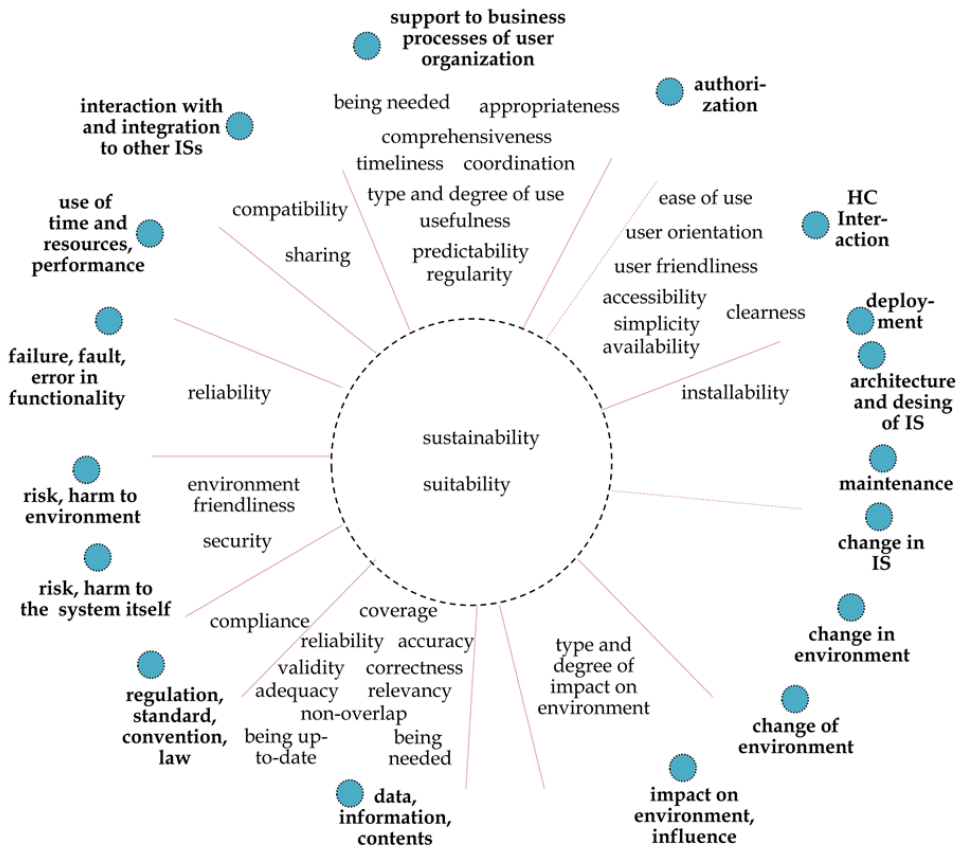 support to business
processes of user
organization
authori-
zation
interaction with
and integration
to other ISs
being needed
appropriateness
comprehensiveness
timeliness
coordination
type and degree of use
usefulness
predictability
regularity
use of
time and
resources,
performance
compatibility
sharing
ease of use
user orientation
user friendliness
accessibility
simplicity
availability
clearness
HC
Inter-
action
deploy-
ment
failure, fault,
error in
functionality
reliability
installability
architecture
and desing
of IS
sustainability
suitability
maintenance
risk, harm to
environment
environment
friendliness
security
change in
IS
risk, harm to
the system itself
compliance
coverage
reliability
accuracy
validity
correctness
adequacy
relevancy
non-overlap
being up-
to-date
being
needed
type and
degree of
impact on
environment
change in
environment
regulation,
standard,
convention,
law
change of
environment
data,
information,
contents
impact on
environment,
influence